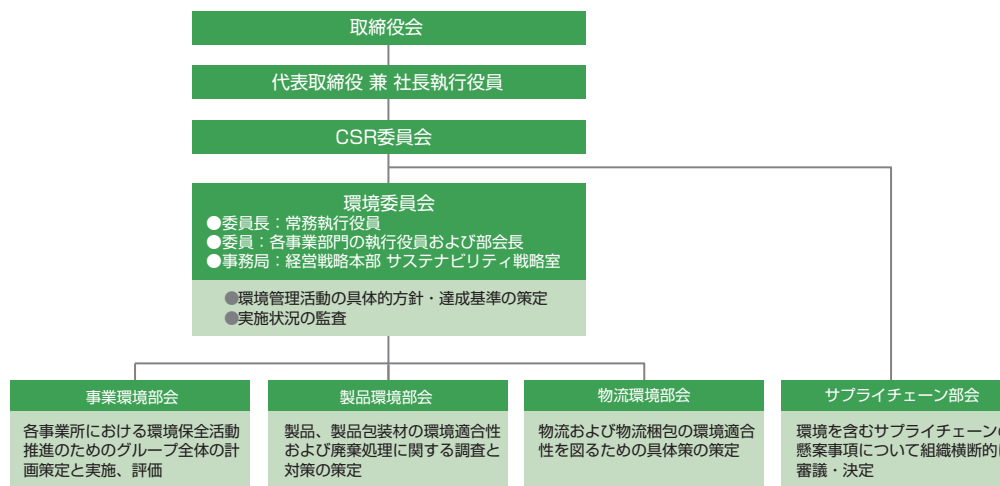 取締役会
代表取締役 兼 社長執行役員
CSR委員会
環境委員会
●委員長：常務執行役員
●委員：各事業部門の執行役員および部会長
●事務局：経営戦略本部 サステナビリティ戦略室
●環境管理活動の具体的方針・達成基準の策定
●実施状況の監査
事業環境部会
各事業所における環境保全活動
推進のためのグループ全体の計
画策定と実施、評価
製品環境部会
製品、製品包装材の環境適合性
および廃棄処理に関する調査と
対策の策定
物流環境部会
物流および物流梱包の環境適合
性を図るための具体策の策定
サプライチェーン部会
環境を含むサプライチェーンの
懸案事項について組織横断的に
審議・決定